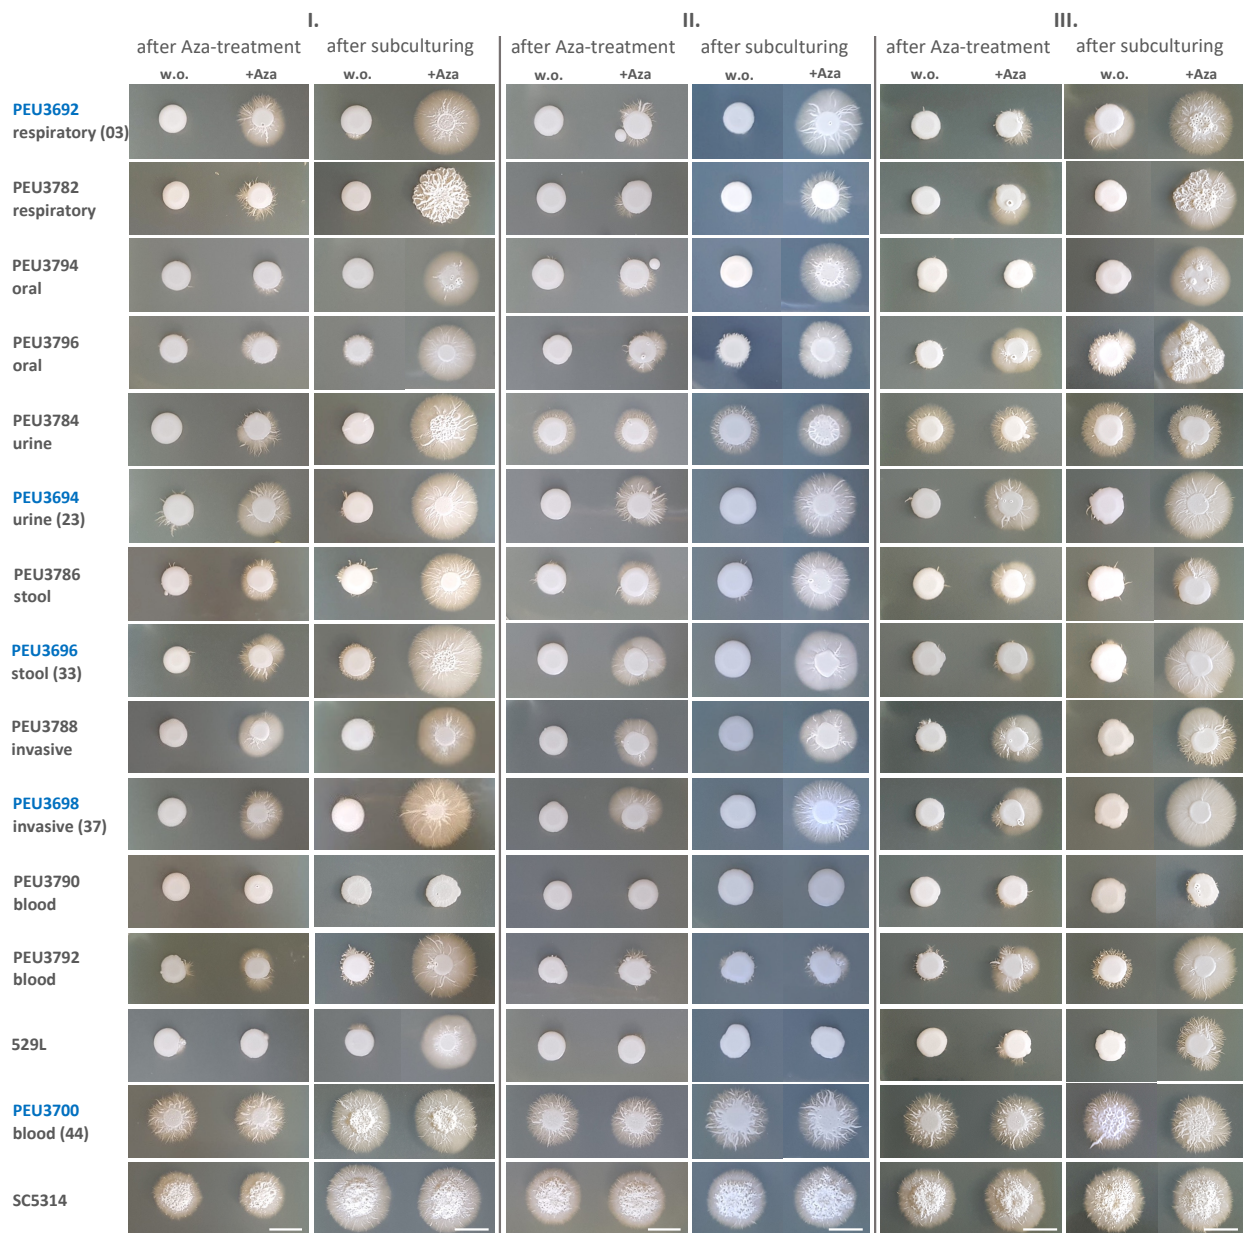 I. II. III.
after Aza-treatment after subculturing after Aza-treatment after subculturing after Aza-treatment after subculturing
w.o. +Aza w.o. +Aza w.o. +Aza w.o. +Aza w.o. +Aza w.o. +Aza
PEU3692
respiratory (03)
PEU3782
respiratory
PEU3794
oral
PEU3796
oral
PEU3784
urine
PEU3694
urine (23)
PEU3786
stool
PEU3696
stool (33)
PEU3788
invasive
PEU3698
invasive (37)
PEU3790
blood
PEU3792
blood
529L
PEU3700
blood (44)
SC5314